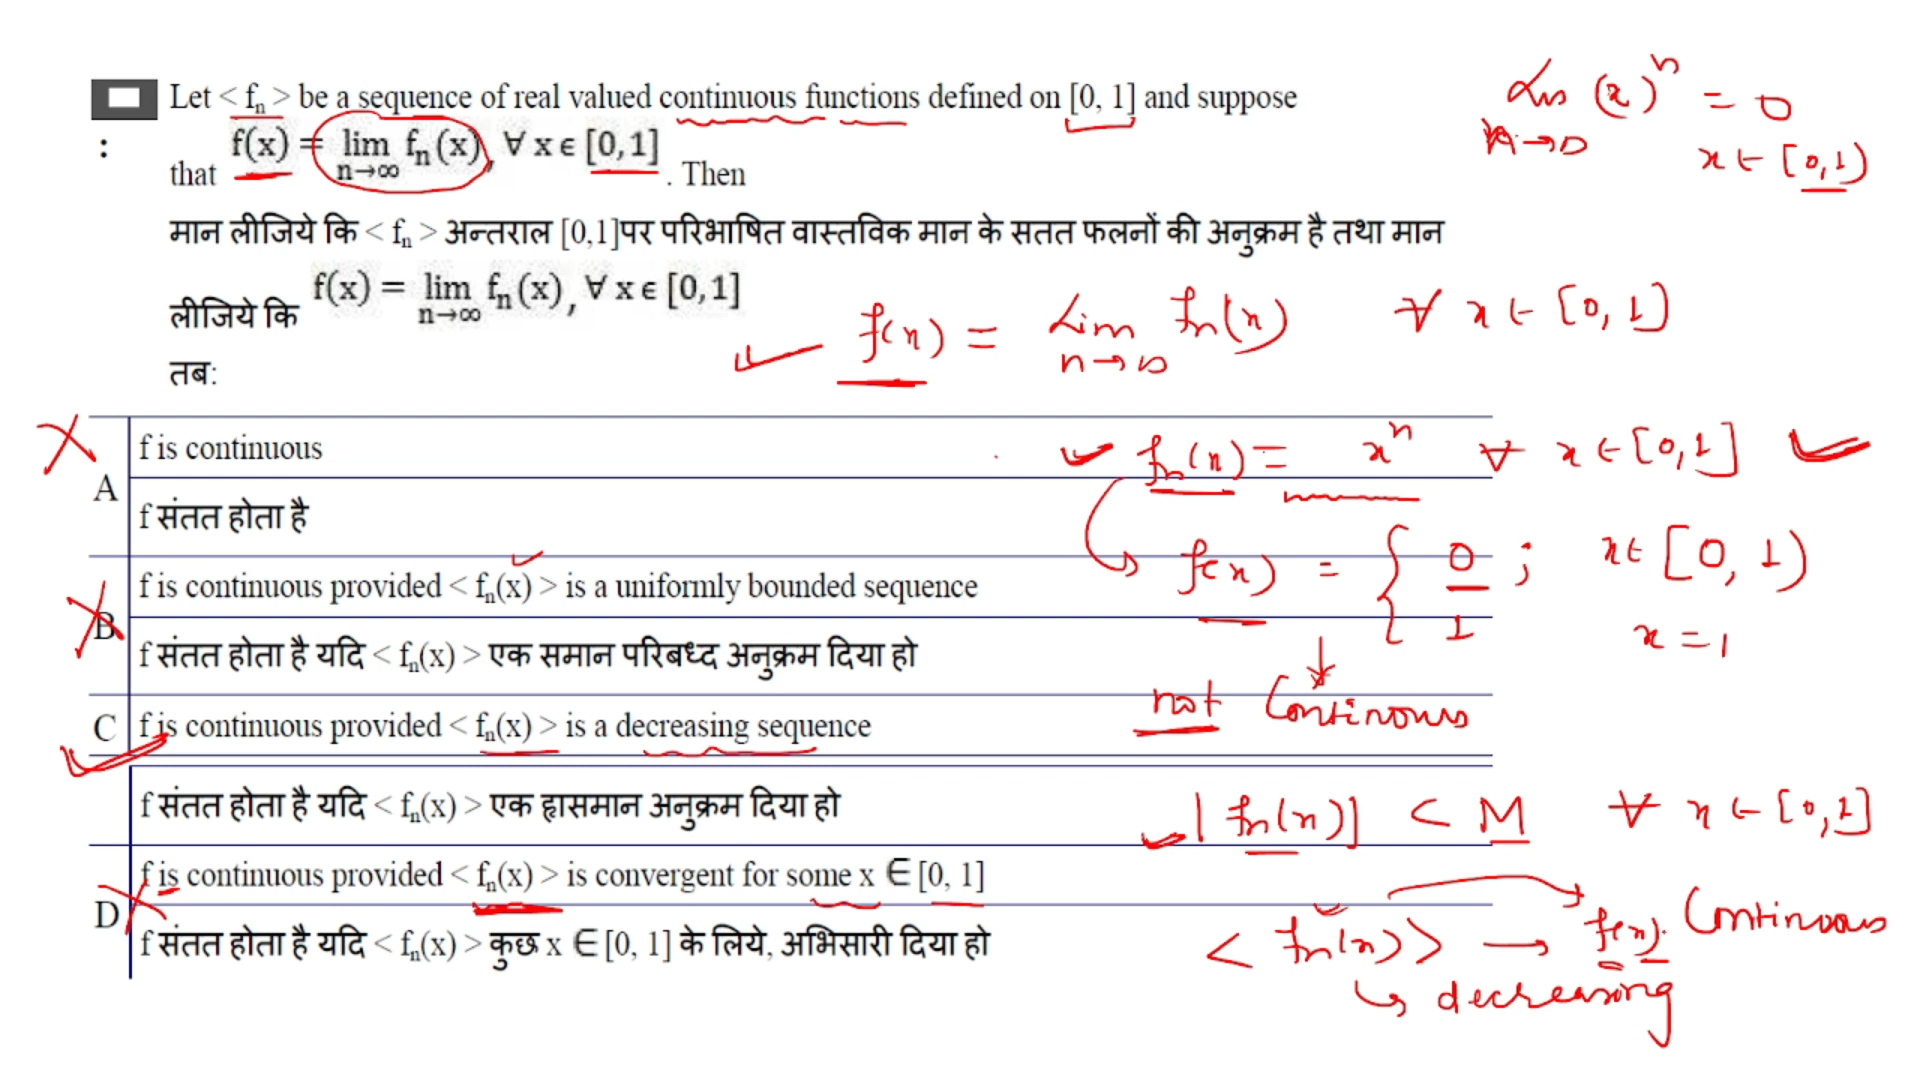 Let < fₙ > be a sequence of real valued continuous functions defined on [0, 1] and suppose
:
that f(x) = lim fₙ(x), ∀ x ϵ [0,1] . Then
n→∞
मान लीजिये कि < fₙ > अन्तराल [0,1]पर परिभाषित वास्तविक मान के सतत फलनों की अनुक्रम है तथा मान
लीजिये कि f(x) = lim fₙ(x), ∀ x ϵ [0,1]
n→∞
तब:
A
f is continuous
f संतत होता है
B
f is continuous provided < fₙ(x) > is a uniformly bounded sequence
f संतत होता है यदि < fₙ(x) > एक समान परिबध्द अनुक्रम दिया हो
C f is continuous provided < fₙ(x) > is a decreasing sequence
f संतत होता है यदि < fₙ(x) > एक ह्रासमान अनुक्रम दिया हो
D
f is continuous provided < fₙ(x) > is convergent for some x ∈ [0, 1]
f संतत होता है यदि < fₙ(x) > कुछ x ∈ [0, 1] के लिये, अभिसारी दिया हो
(x)ⁿ = 0
x ∈ [0,1)
f(x) = Lim fₙ(x) ∀ x ∈ [0, 1]
n→∞
fₙ(x) = xⁿ ∀ x ∈ [0,1]
f(x) = { 0 ; x ∈ [0, 1)
1 x = 1
not Continuous
|fₙ(x)| < M ∀ x ∈ [0,1]
< fₙ(x) > → f(x). Continuous
↳ decreasing